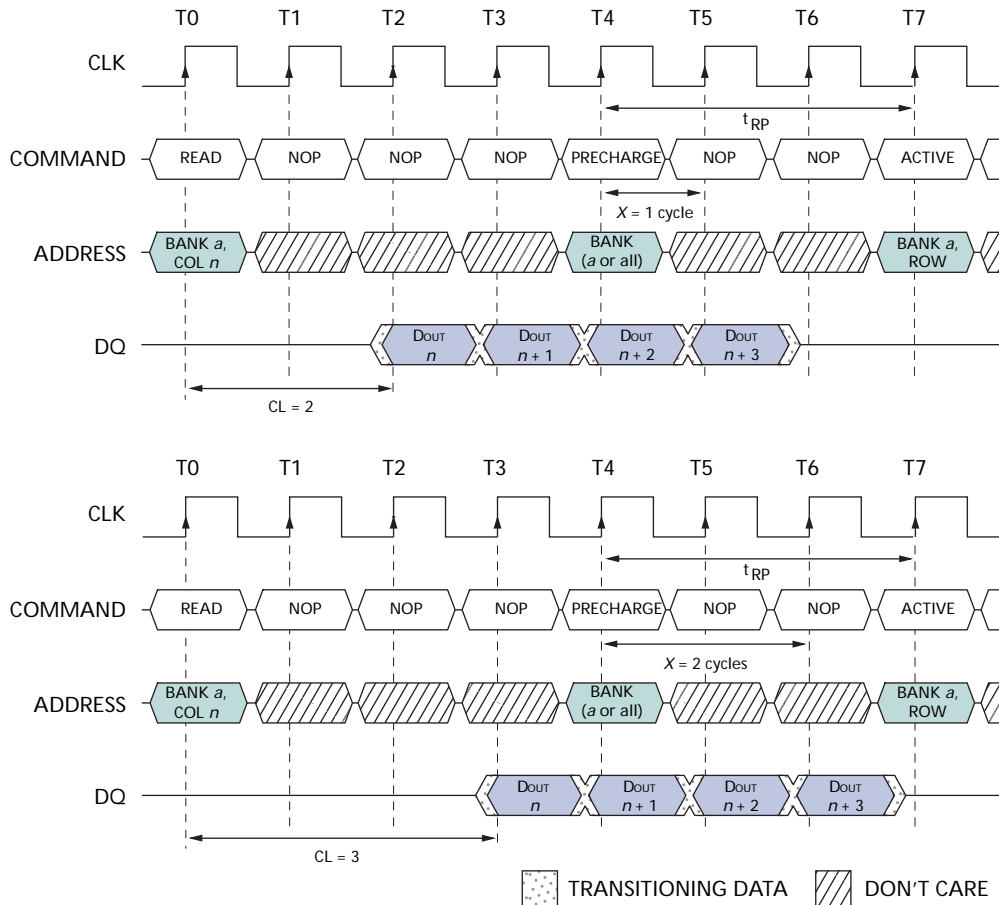 T0 T1 T2 T3 T4 T5 T6 T7
CLK
tRP
COMMAND READ NOP NOP NOP PRECHARGE NOP NOP ACTIVE
X = 1 cycle
ADDRESS BANK a, BANK BANK a,
COL n (a or all) ROW
DQ DOUT DOUT DOUT DOUT
n n + 1 n + 2 n + 3
CL = 2
T0 T1 T2 T3 T4 T5 T6 T7
CLK
tRP
COMMAND READ NOP NOP NOP PRECHARGE NOP NOP ACTIVE
X = 2 cycles
ADDRESS BANK a, BANK BANK a,
COL n (a or all) ROW
DQ DOUT DOUT DOUT DOUT
n n + 1 n + 2 n + 3
CL = 3
TRANSITIONING DATA DON'T CARE